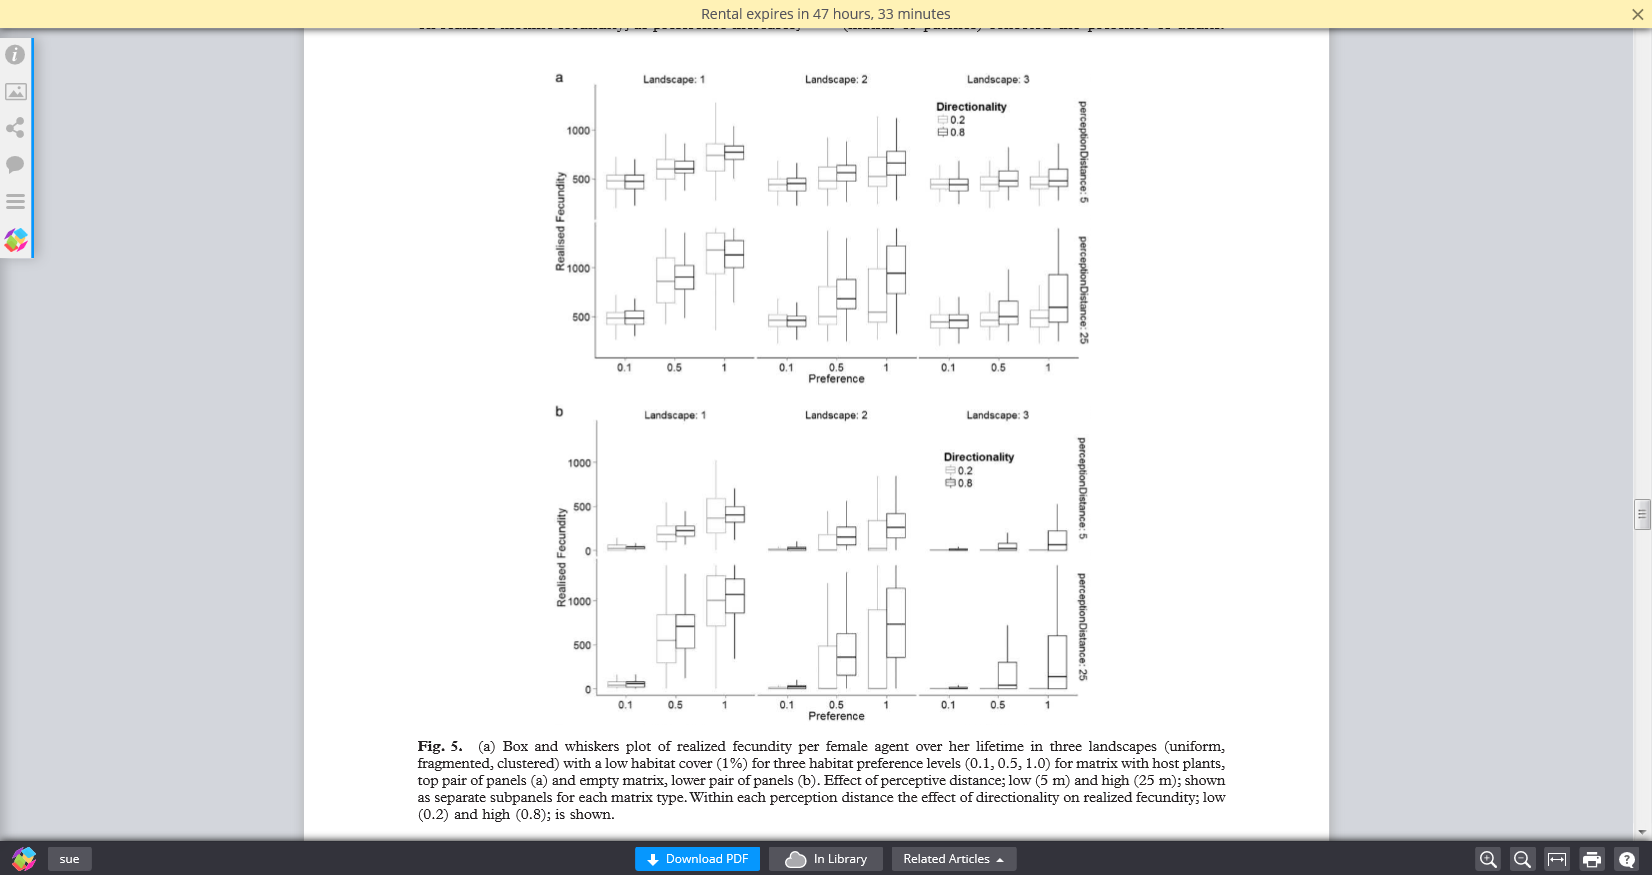 Rental expires in 47 hours, 33 minutes
a
Landscape: 1
Landscape: 2
Landscape: 3
Directionality
0.2
0.8
perceptionDistance: 5
1000
500
Realised Fecundity
1000
500
perceptionDistance: 25
0.1 0.5 1 0.1 0.5 1 0.1 0.5 1
Preference
b
Landscape: 1
Landscape: 2
Landscape: 3
Directionality
0.2
0.8
perceptionDistance: 5
1000
500
0
Realised Fecundity
1000
500
0
perceptionDistance: 25
0.1 0.5 1 0.1 0.5 1 0.1 0.5 1
Preference
Fig. 5. (a) Box and whiskers plot of realized fecundity per female agent over her lifetime in three landscapes (uniform,
fragmented, clustered) with a low habitat cover (1%) for three habitat preference levels (0.1, 0.5, 1.0) for matrix with host plants,
top pair of panels (a) and empty matrix, lower pair of panels (b). Effect of perceptive distance; low (5 m) and high (25 m); shown
as separate subpanels for each matrix type. Within each perception distance the effect of directionality on realized fecundity; low
(0.2) and high (0.8); is shown.
sue
Download PDF
In Library
Related Articles